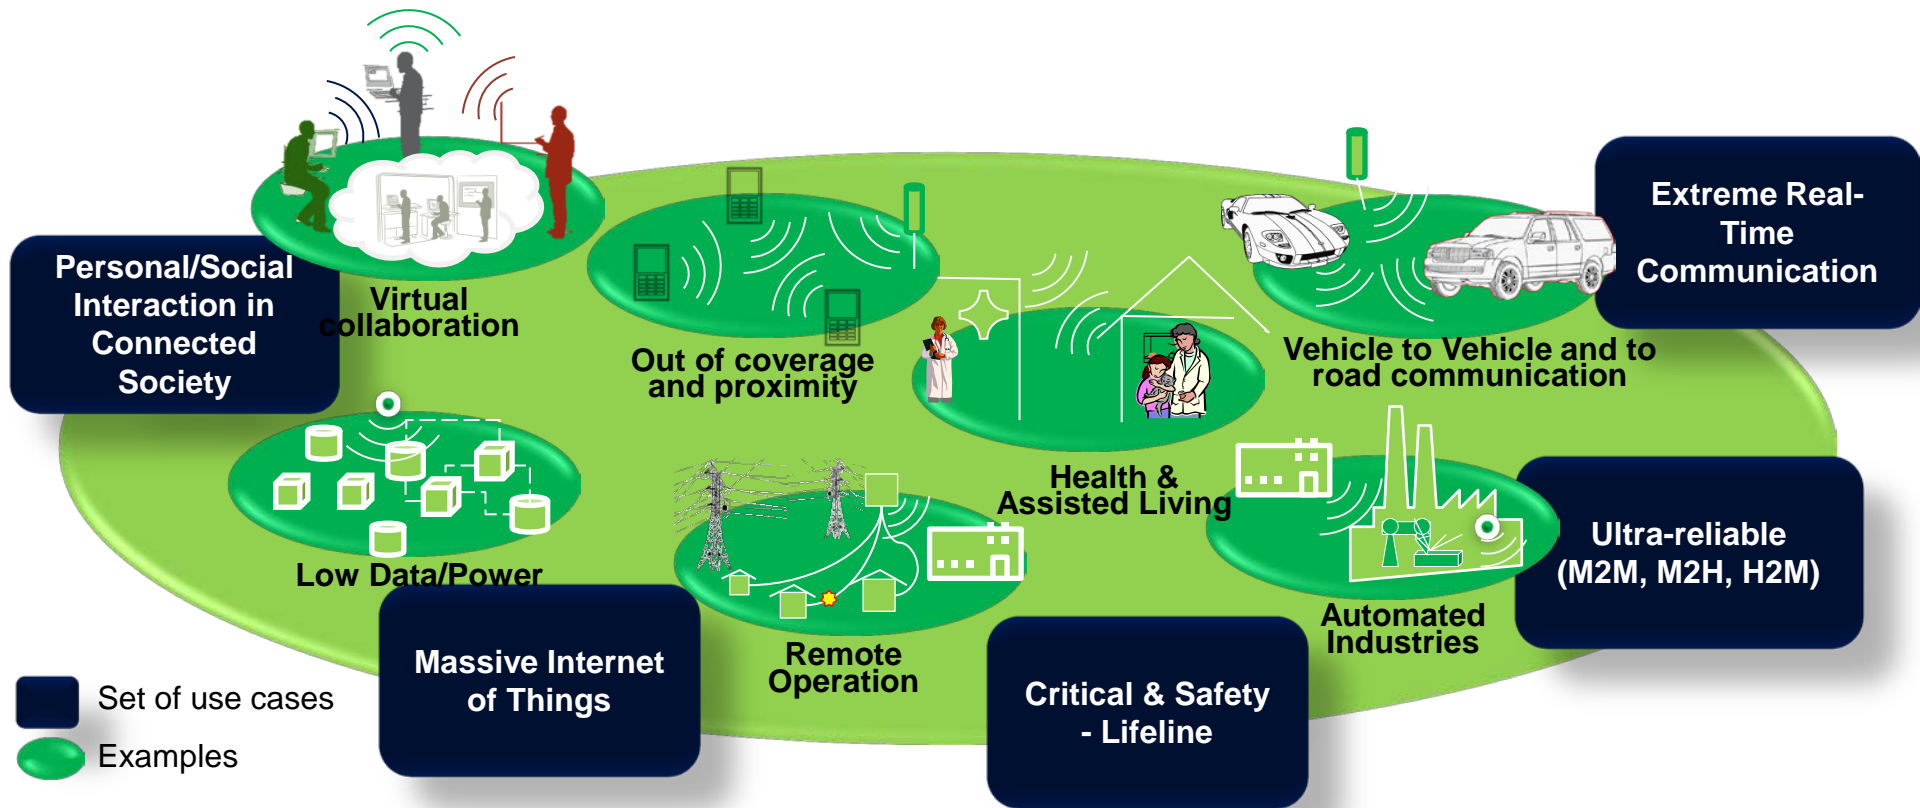 Personal/Social
Interaction in
Connected
Society
Virtual
collaboration
Out of coverage
and proximity
Extreme Real-
Time
Communication
Vehicle to Vehicle and to
road communication
Health &
Assisted Living
Low Data/Power
Ultra-reliable
(M2M, M2H, H2M)
Automated
Industries
Remote
Operation
Massive Internet
of Things
Critical & Safety
- Lifeline
Set of use cases
Examples